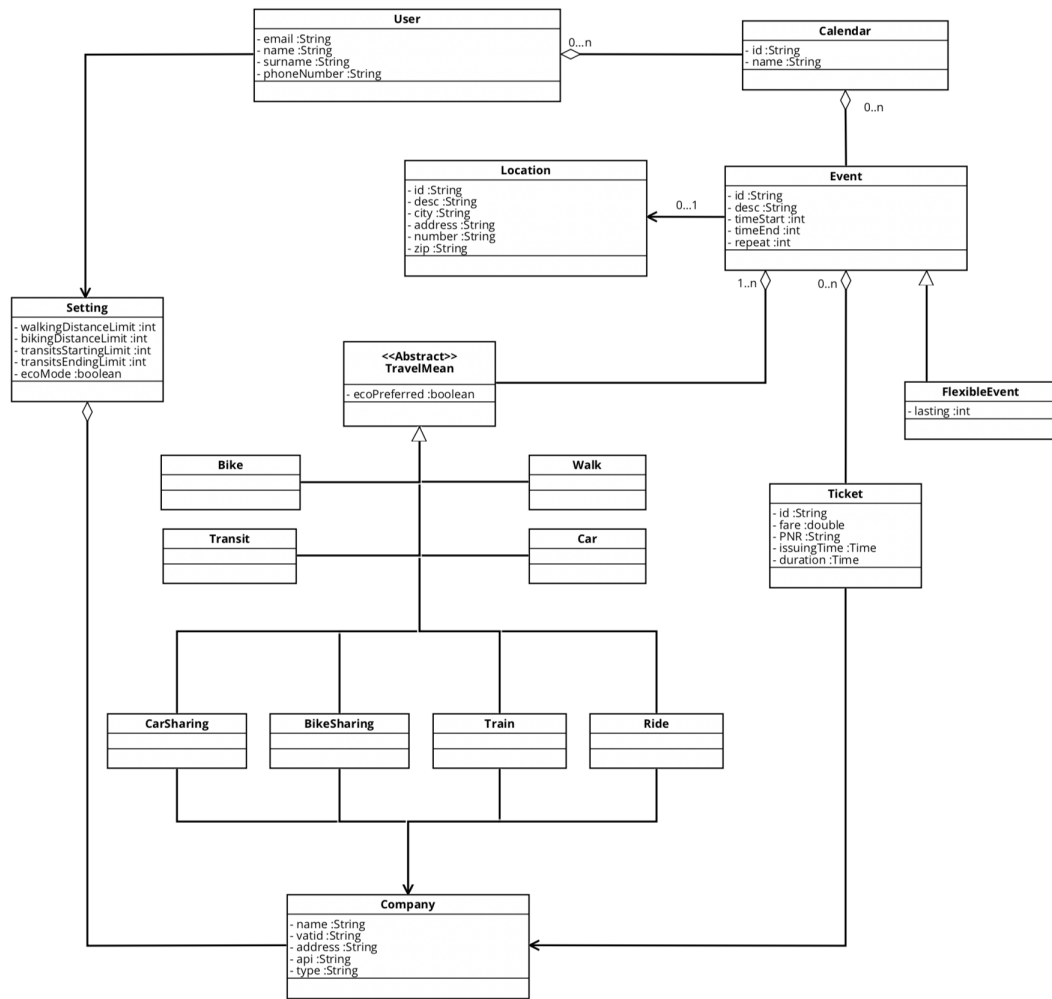 User
- email :String
- name :String
- surname :String
- phoneNumber :String
0...n
Calendar
- id :String
- name :String
0..n
Location
- id :String
- desc :String
- city :String
- address :String
- number :String
- zip :String
0...1
Event
- id :String
- desc :String
- timeStart :int
- timeEnd :int
- repeat :int
1..n
0..n
Setting
- walkingDistanceLimit :int
- bikingDistanceLimit :int
- transitsStartingLimit :int
- transitsEndingLimit :int
- ecoMode :boolean
<<Abstract>>
TravelMean
- ecoPreferred :boolean
FlexibleEvent
- lasting :int
Bike
Walk
Ticket
- id :String
- fare :double
- PNR :String
- issuingTime :Time
- duration :Time
Transit
Car
CarSharing
BikeSharing
Train
Ride
Company
- name :String
- vatid :String
- address :String
- api :String
- type :String